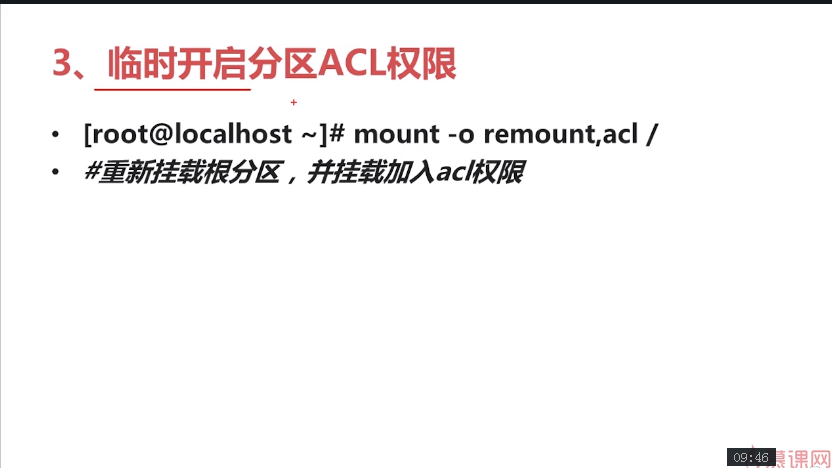 3、临时开启分区ACL权限
• [root@localhost ~]# mount -o remount,acl /
• #重新挂载根分区，并挂载加入acl权限
09:46
慕课网